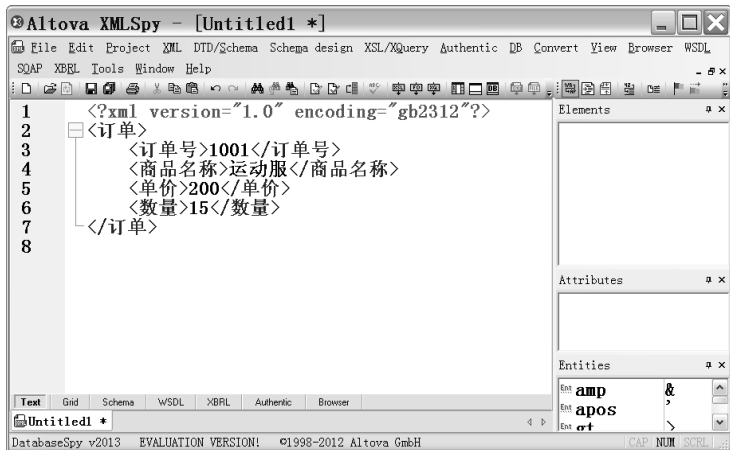 Altova XMLSpy - [Untitled1 *]
File Edit Project XML DTD/Schema Schema design XSL/XQuery Authentic DB Convert View Browser WSDL
SOAP XBRL Tools Window Help
1 <?xml version="1.0" encoding="gb2312"?>
2 <订单>
3 <订单号>1001</订单号>
4 <商品名称>运动服</商品名称>
5 <单价>200</单价>
6 <数量>15</数量>
7 </订单>
8
Elements
Attributes
Entities
Ent amp &
Ent apos '
Ent gt >
Text Grid Schema WSDL XBRL Authentic Browser
Untitled1 *
DatabaseSpy v2013 EVALUATION VERSION! ©1998-2012 Altova GmbH CAP NUM SCRL